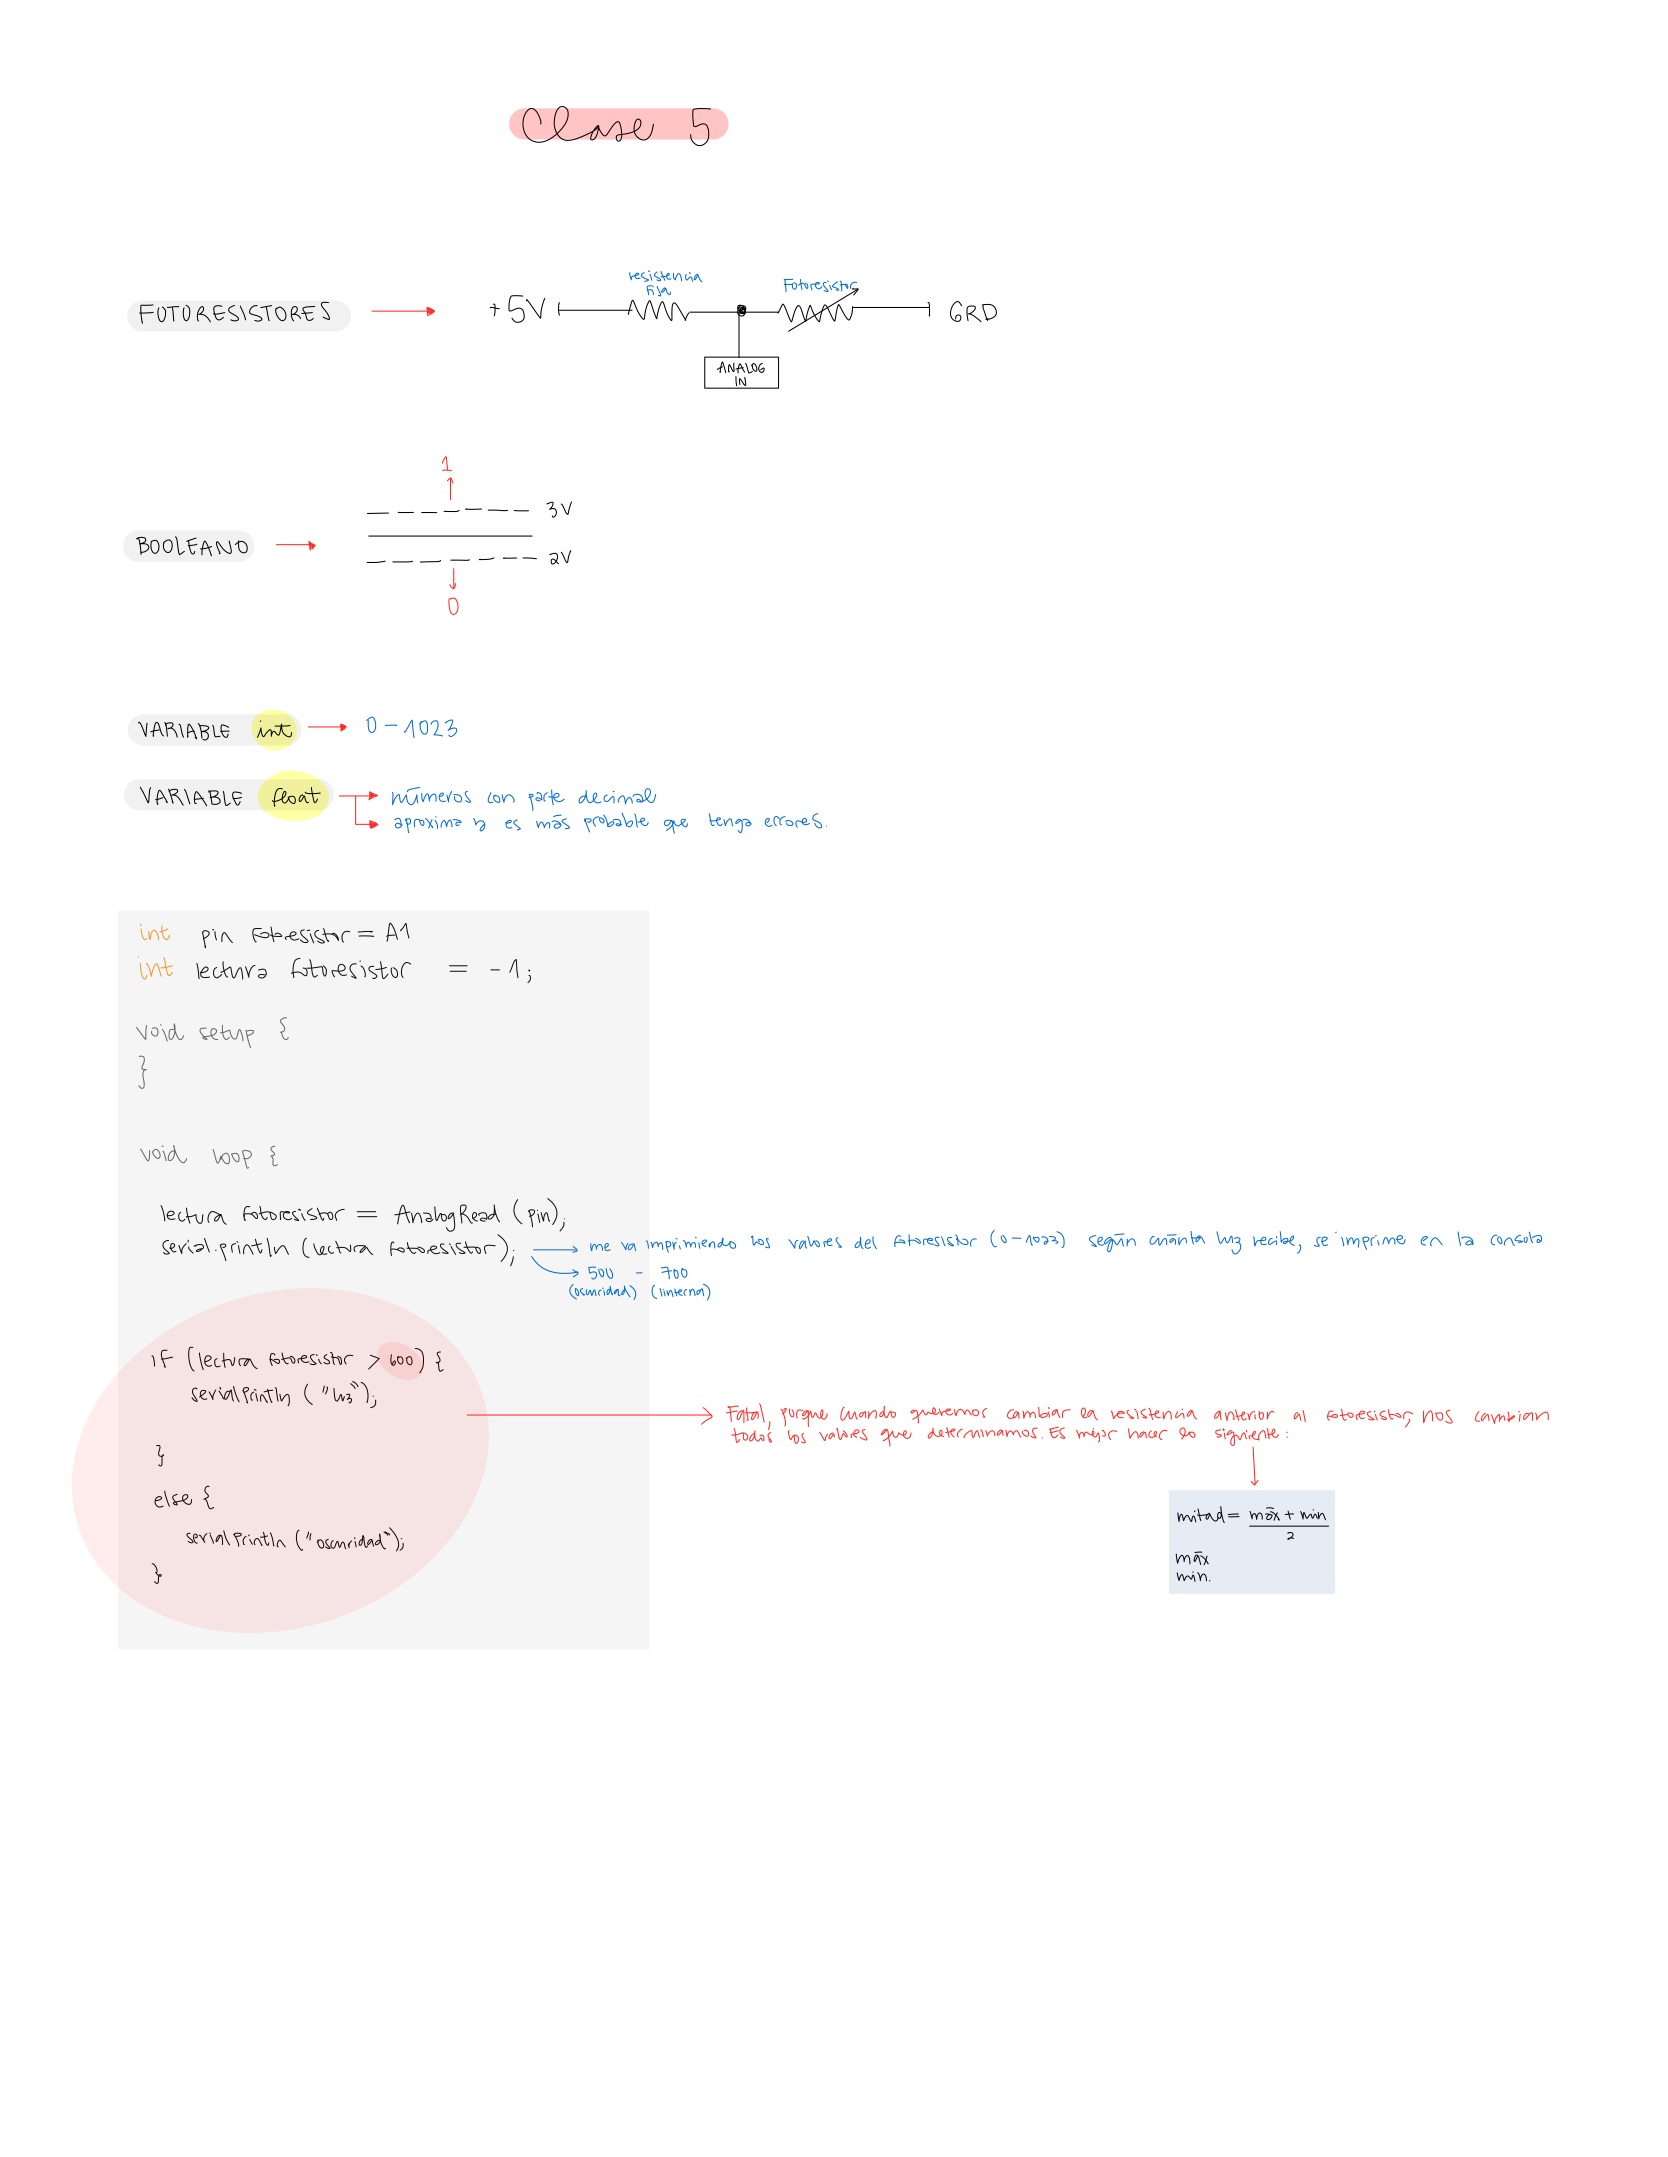 Clase 5
resistencia
fija
Fotoresistor
FOTORESISTORES
+5V
GRD
ANALOG
IN
1
3V
BOOLEANO
2V
0
VARIABLE int
0-1023
VARIABLE float
números con parte decimal
aproxima y es más probable que tenga errores.
int pin fotoresistor = A1
int lectura fotoresistor = -1;
void setup {
}
void loop {
lectura fotoresistor = AnalogRead (pin);
serial.println (lectura fotoresistor);
me va imprimiendo los valores del fotoresistor (0-1023) según cuánta luz recibe, se imprime en la consola
500 - 700
(oscuridad) (linterna)
if (lectura fotoresistor > 600) {
serialPrintln ("luz");
}
else {
serialPrintln ("oscuridad");
}
Fatal, porque cuando queremos cambiar la resistencia anterior al fotoresistor, nos cambian
todos los valores que determinamos. Es mejor hacer lo siguiente:
mitad = máx + min
2
máx
min.